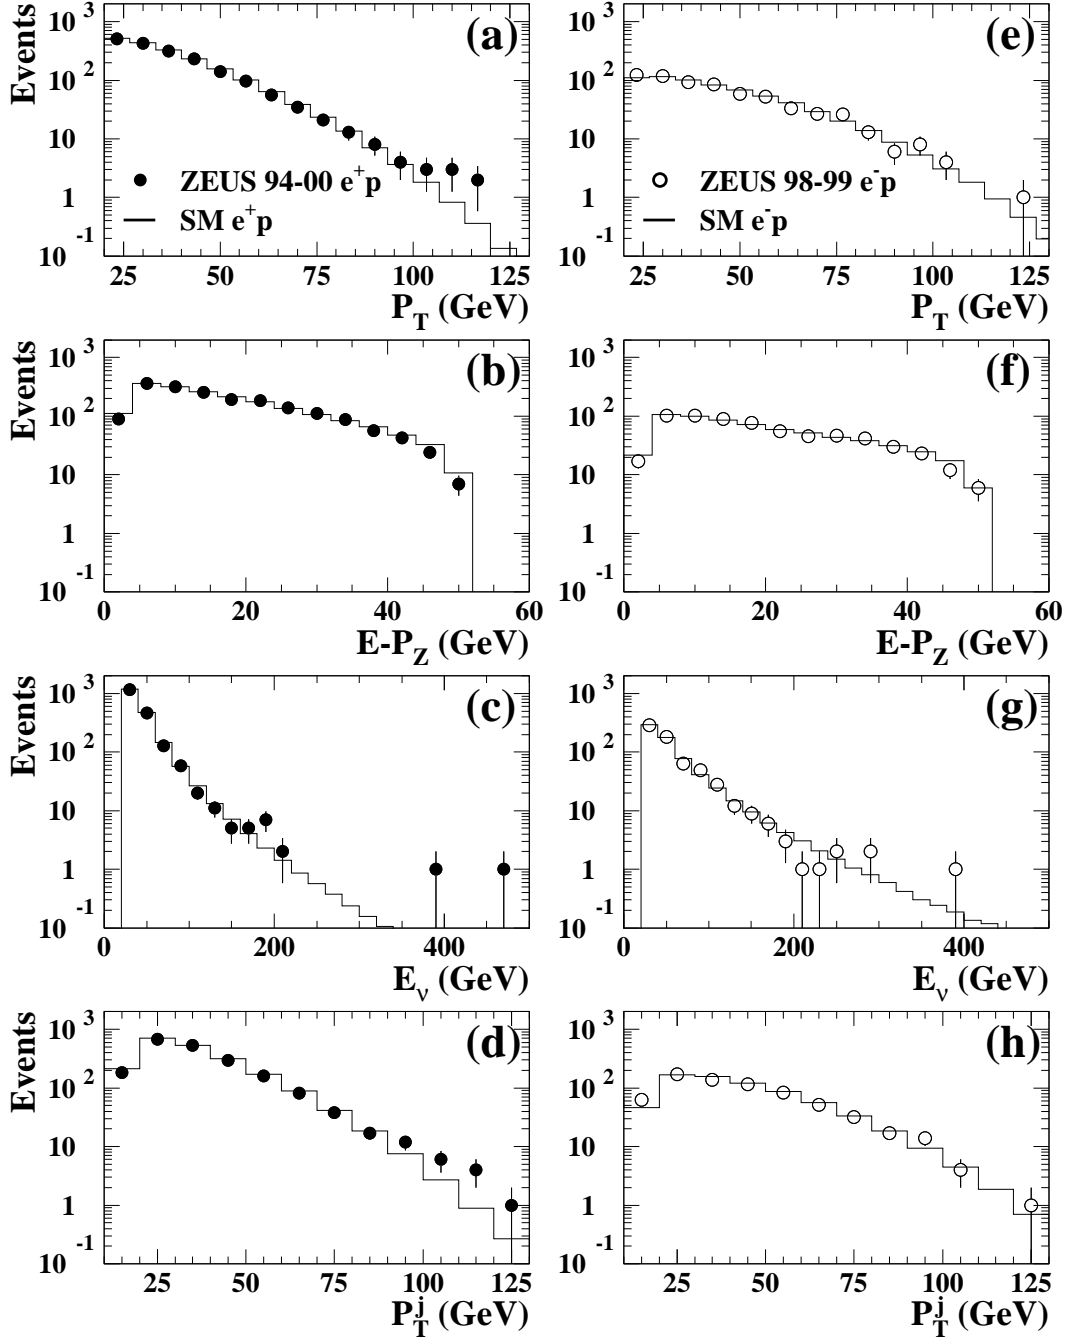 Events
10³
10²
10
1
10⁻¹
(a)
● ZEUS 94-00 e⁺p
— SM e⁺p
25 50 75 100 125
P_T (GeV)
10³
10²
10
1
10⁻¹
(e)
○ ZEUS 98-99 e⁻p
— SM e⁻p
25 50 75 100 125
P_T (GeV)
Events
10³
10²
10
1
10⁻¹
(b)
0 20 40 60
E-P_Z (GeV)
10³
10²
10
1
10⁻¹
(f)
0 20 40 60
E-P_Z (GeV)
Events
10³
10²
10
1
10⁻¹
(c)
0 200 400
E_ν (GeV)
10³
10²
10
1
10⁻¹
(g)
0 200 400
E_ν (GeV)
Events
10³
10²
10
1
10⁻¹
(d)
25 50 75 100 125
P_T^j (GeV)
10³
10²
10
1
10⁻¹
(h)
25 50 75 100 125
P_T^j (GeV)